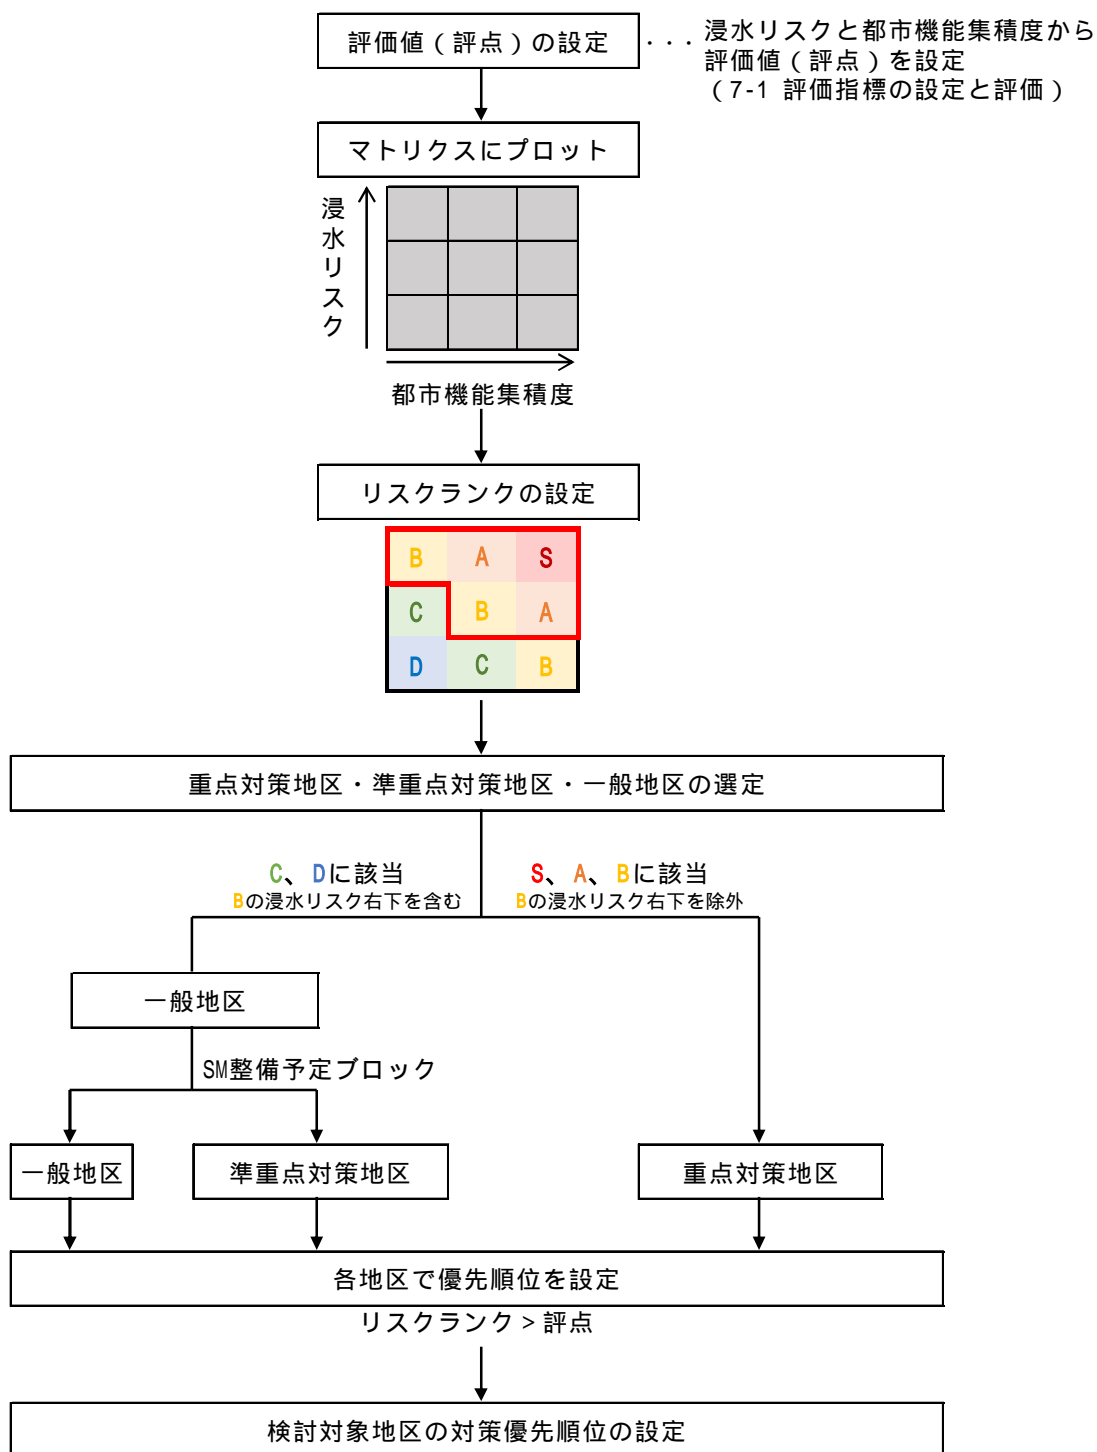 評価値（評点）の設定
・・・浸水リスクと都市機能集積度から
評価値（評点）を設定
（7-1 評価指標の設定と評価）
マトリクスにプロット
浸水リスク
都市機能集積度
リスクランクの設定
B A S
C B A
D C B
重点対策地区・準重点対策地区・一般地区の選定
C、Dに該当
Bの浸水リスク右下を含む
S、A、Bに該当
Bの浸水リスク右下を除外
一般地区
SM整備予定ブロック
一般地区
準重点対策地区
重点対策地区
各地区で優先順位を設定
リスクランク＞評点
検討対象地区の対策優先順位の設定